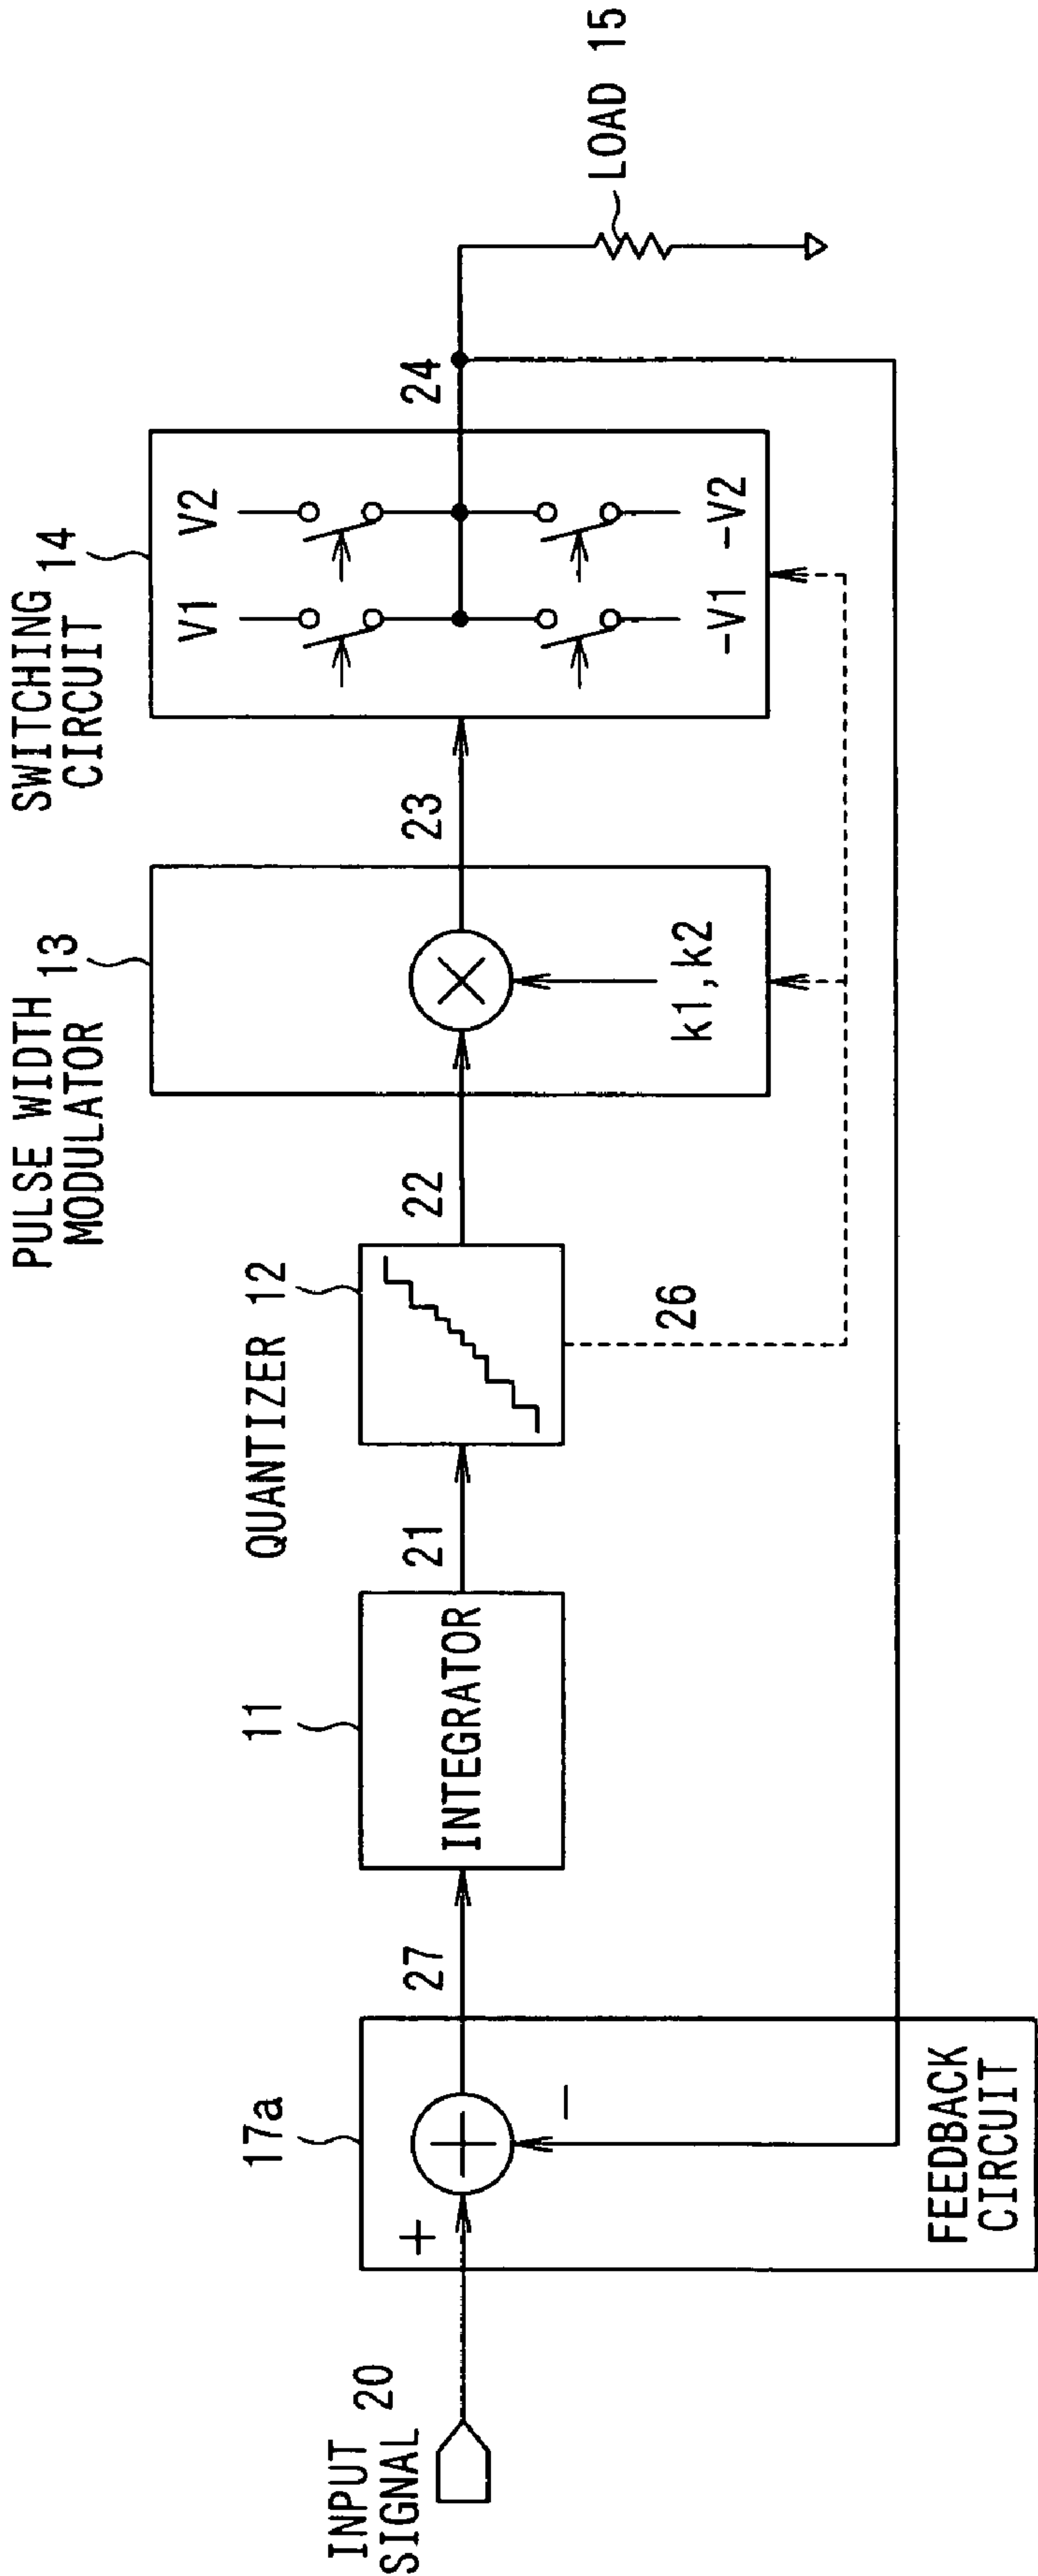 INPUT
SIGNAL 20
+
−
17a
FEEDBACK
CIRCUIT
27
11
INTEGRATOR
21
QUANTIZER 12
22
26
PULSE WIDTH 13
MODULATOR
k1,k2
23
SWITCHING 14
CIRCUIT
V1 V2
-V1 -V2
24
LOAD 15